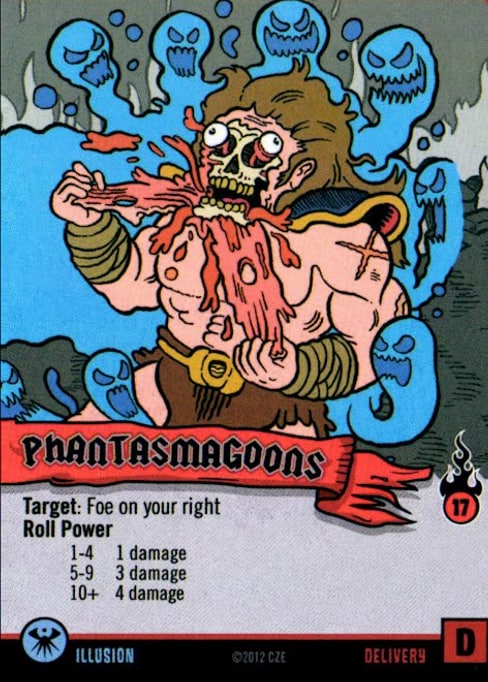 PHANTASMAGOONS
17
Target: Foe on your right
Roll Power
1-4 1 damage
5-9 3 damage
10+ 4 damage
ILLUSION ©2012 CZE DELIVERY D